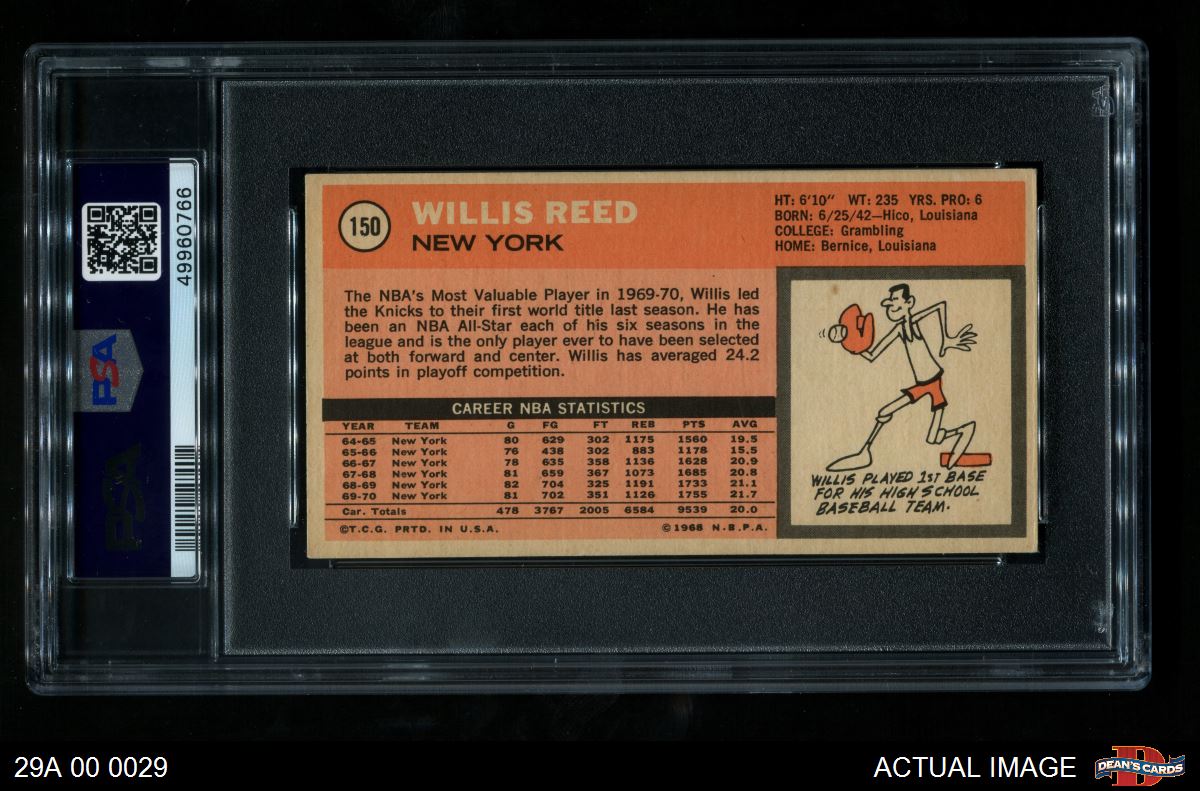 49960766
PSA
PSA
150
WILLIS REED
NEW YORK
HT: 6'10" WT: 235 YRS. PRO: 6
BORN: 6/25/42—Hico, Louisiana
COLLEGE: Grambling
HOME: Bernice, Louisiana
The NBA's Most Valuable Player in 1969-70, Willis led
the Knicks to their first world title last season. He has
been an NBA All-Star each of his six seasons in the
league and is the only player ever to have been selected
at both forward and center. Willis has averaged 24.2
points in playoff competition.
CAREER NBA STATISTICS
YEAR TEAM G FG FT REB PTS AVG
64-65 New York 80 629 302 1175 1560 19.5
65-66 New York 76 438 302 883 1178 15.5
66-67 New York 78 635 358 1136 1628 20.9
67-68 New York 81 659 367 1073 1685 20.8
68-69 New York 82 704 325 1191 1733 21.1
69-70 New York 81 702 351 1126 1755 21.7
Car. Totals 478 3767 2005 6584 9539 20.0
©T.C.G. PRTD. IN U.S.A. ©1968 N.B.P.A.
WILLIS PLAYED 1ST BASE
FOR HIS HIGH SCHOOL
BASEBALL TEAM.
29A 00 0029
ACTUAL IMAGE
DEAN'S CARDS